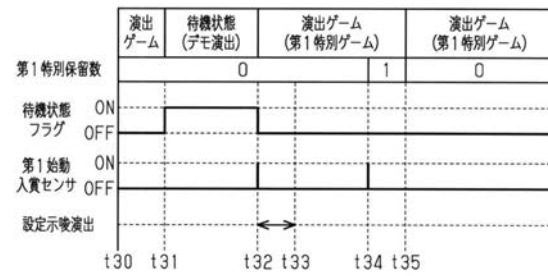 演出
ゲーム
待機状態
(デモ演出)
演出ゲーム
(第1特別ゲーム)
演出ゲーム
(第1特別ゲーム)
第1特別保留数
0
1
0
待機状態
フラグ
ON
OFF
第1始動
入賞センサ
ON
OFF
設定示唆演出
t30 t31 t32 t33 t34 t35